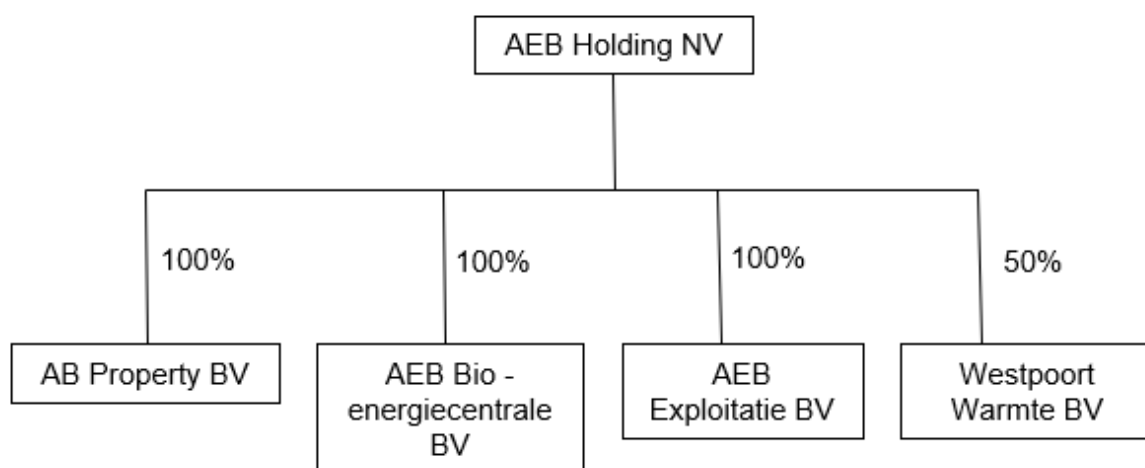 AEB Holding NV
100%
100%
100%
50%
AB Property BV
AEB Bio -
energiecentrale
BV
AEB
Exploitatie BV
Westpoort
Warmte BV